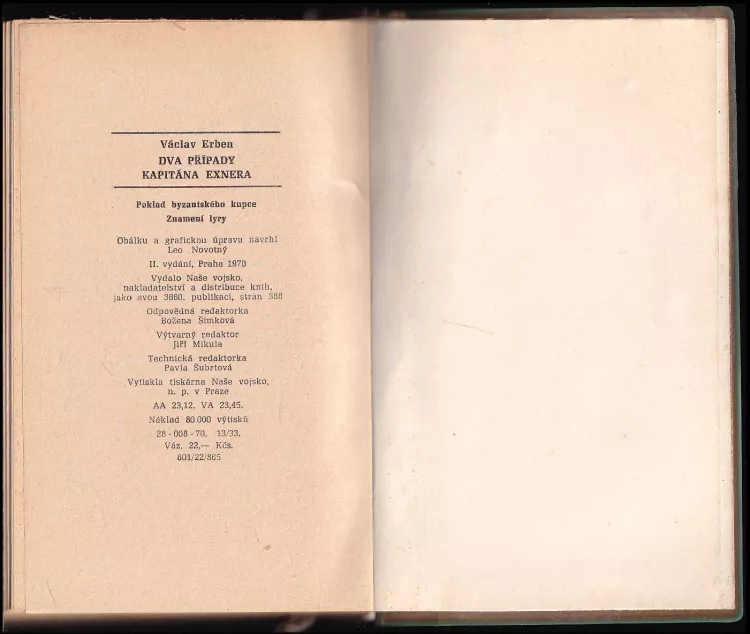 Václav Erben
DVA PŘÍPADY
KAPITÁNA EXNERA
Poklad byzantského kupce
Znamení lyry
Obálku a grafickou úpravu navrhl
Leo Novotný
II. vydání, Praha 1970
Vydalo Naše vojsko,
nakladatelství a distribuce knih,
jako svou 3660. publikaci, stran 388
Odpovědná redaktorka
Božena Šimková
Výtvarný redaktor
Jiří Mikula
Technická redaktorka
Pavla Šubrtová
Vytiskla tiskárna Naše vojsko,
n. p. v Praze
AA 23,12. VA 23,45.
Náklad 80 000 výtisků
28 - 008 - 70. 13/33.
Váz. 22,— Kčs.
601/22/865